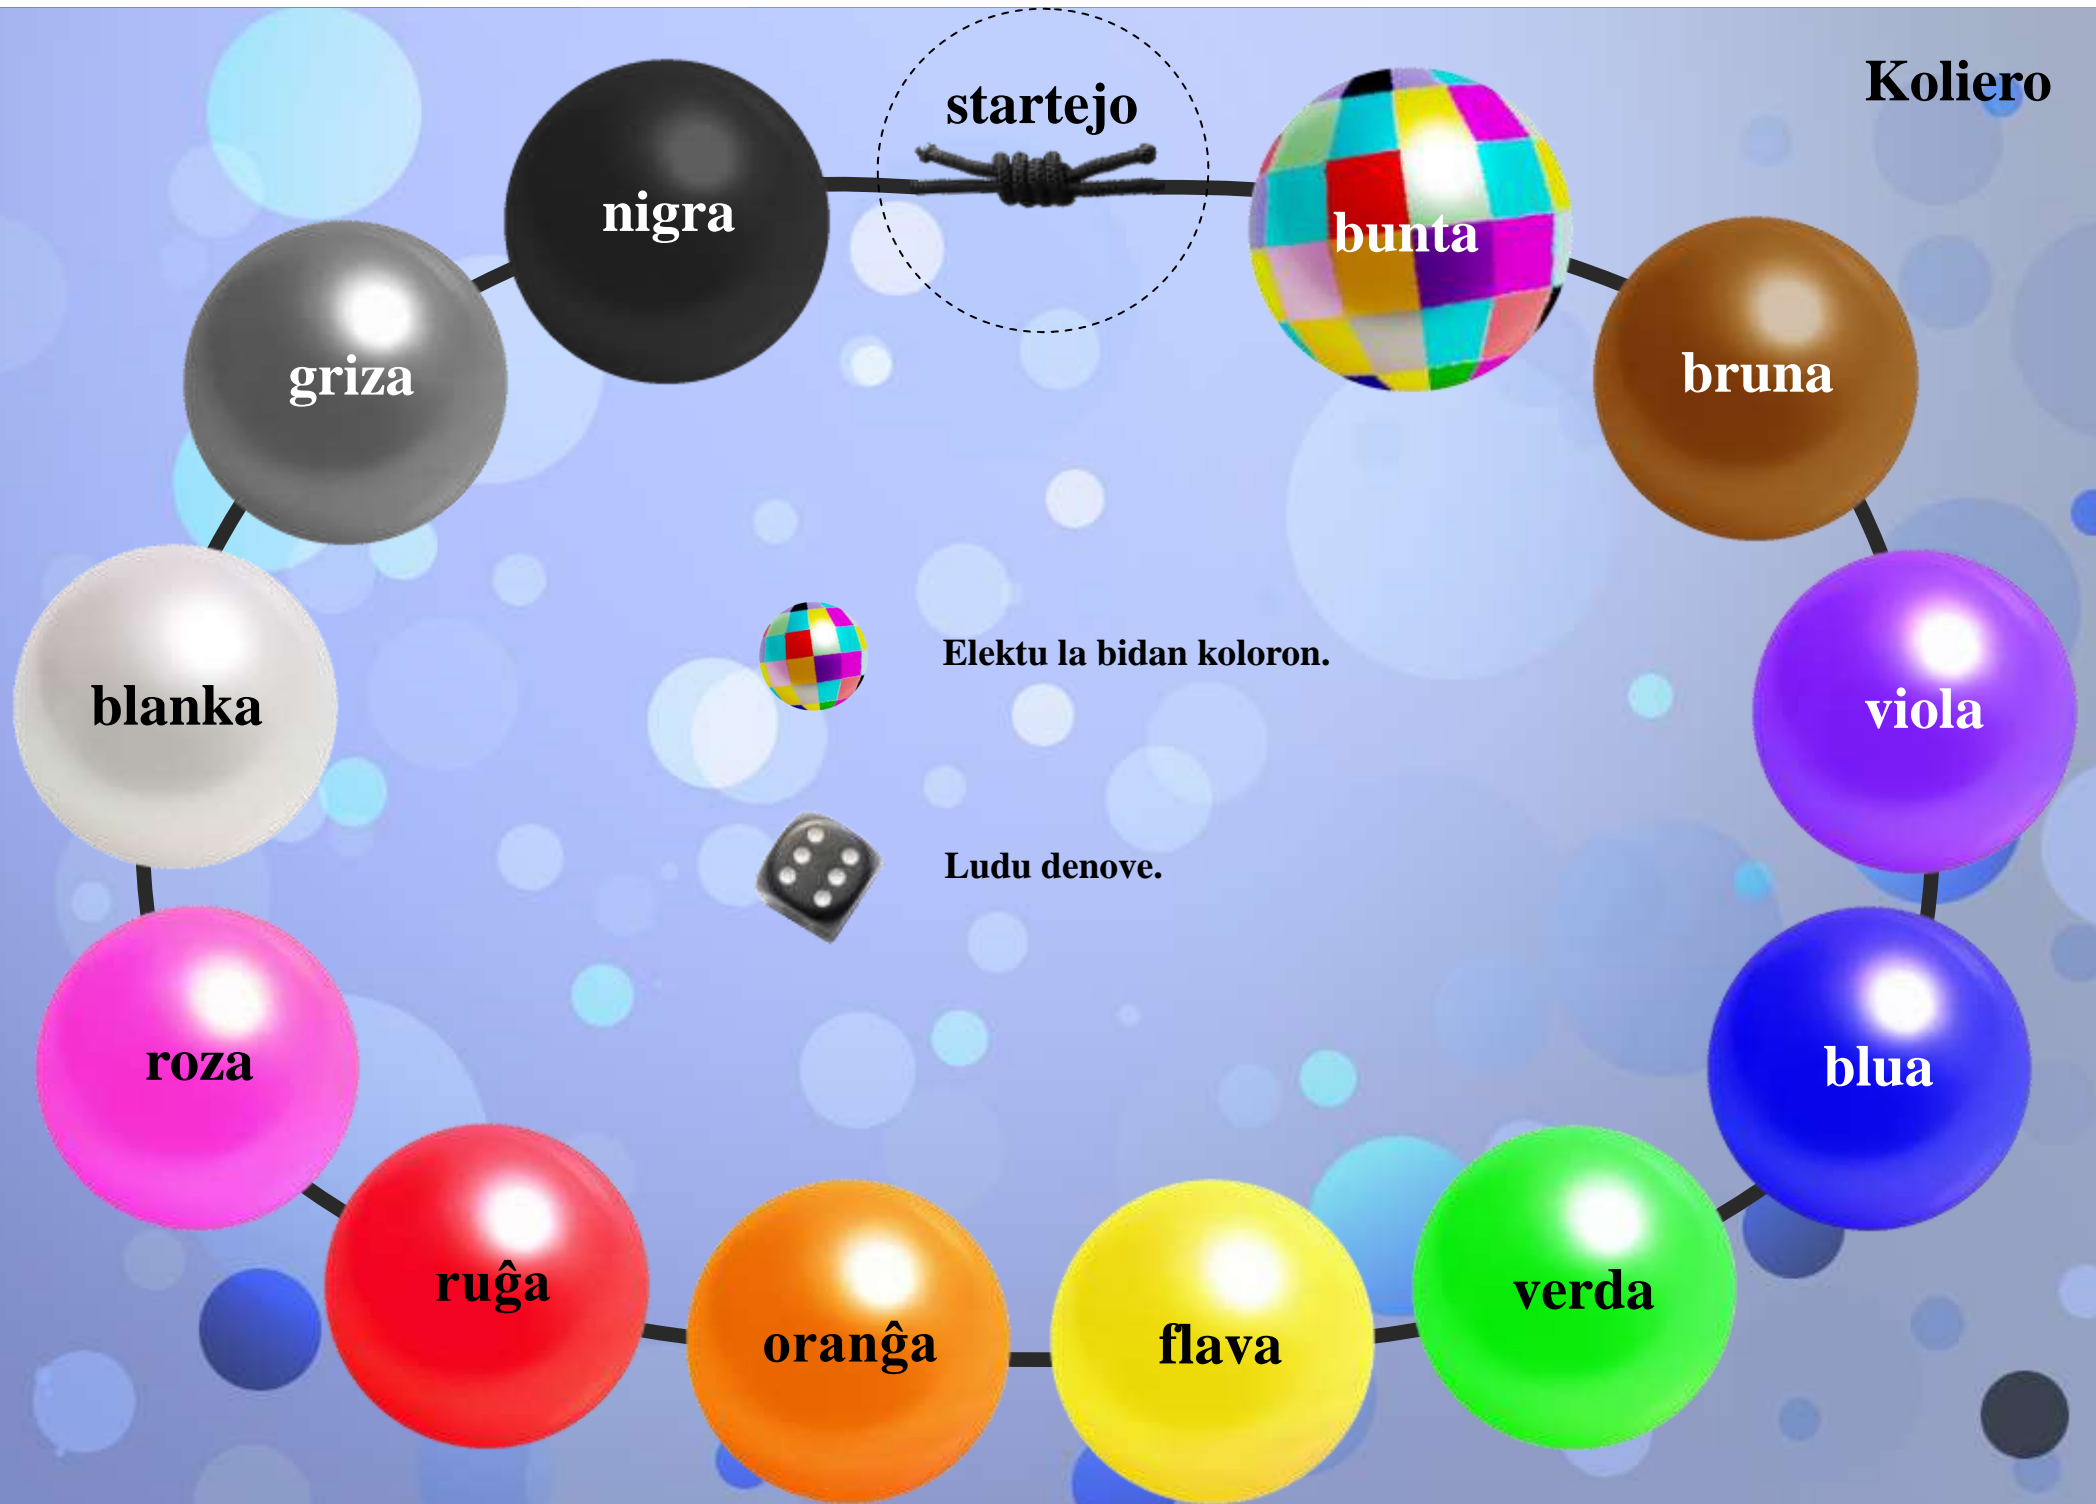 Koliero
startejo
bunta
bruna
viola
blua
verda
flava
oranĝa
ruĝa
roza
blanka
griza
nigra
Elektu la bidan koloron.
Ludu denove.